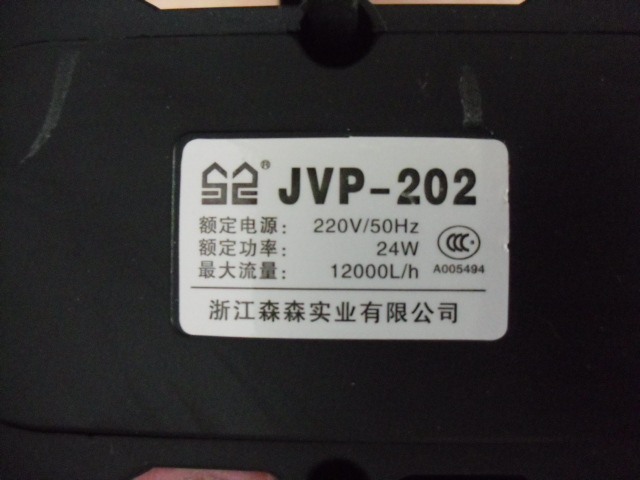 ® JVP-202
额定电源: 220V/50Hz
额定功率: 24W
最大流量: 12000L/h
CCC
A005494
浙江森森实业有限公司